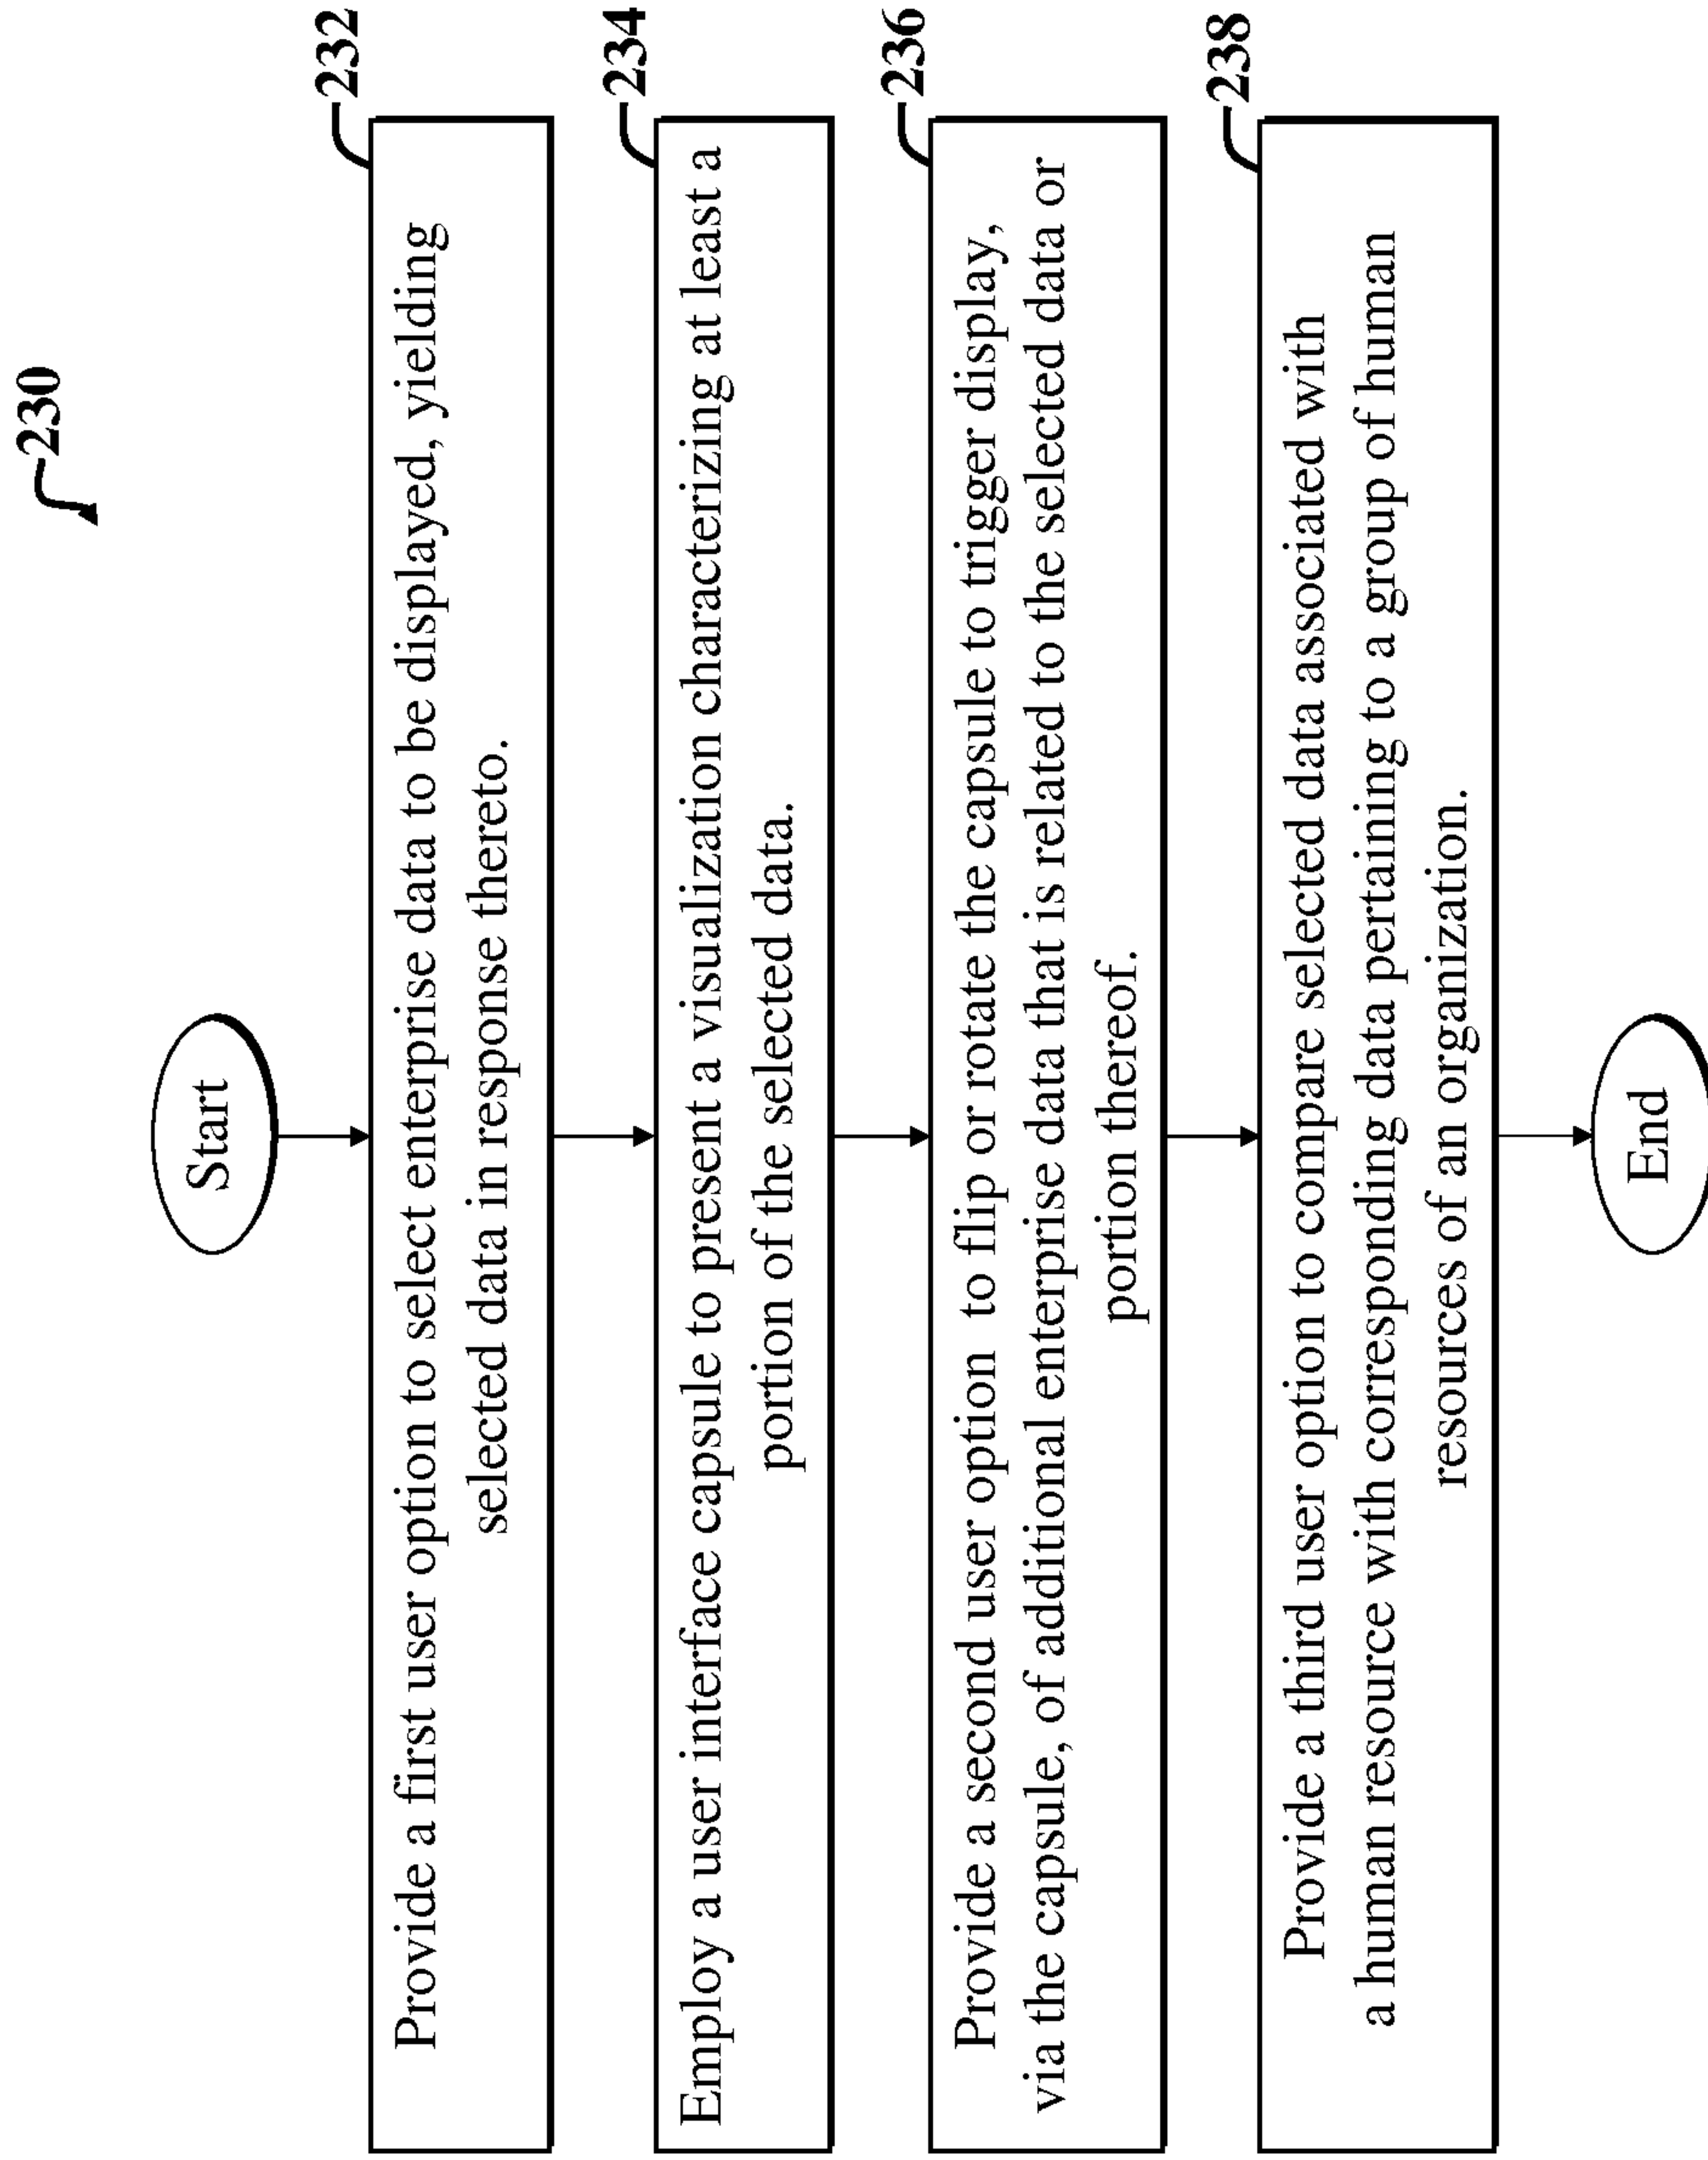 230
Start
232
Provide a first user option to select enterprise data to be displayed, yielding
selected data in response thereto.
234
Employ a user interface capsule to present a visualization characterizing at least a
portion of the selected data.
236
Provide a second user option to flip or rotate the capsule to trigger display,
via the capsule, of additional enterprise data that is related to the selected data or
portion thereof.
238
Provide a third user option to compare selected data associated with
a human resource with corresponding data pertaining to a group of human
resources of an organization.
End